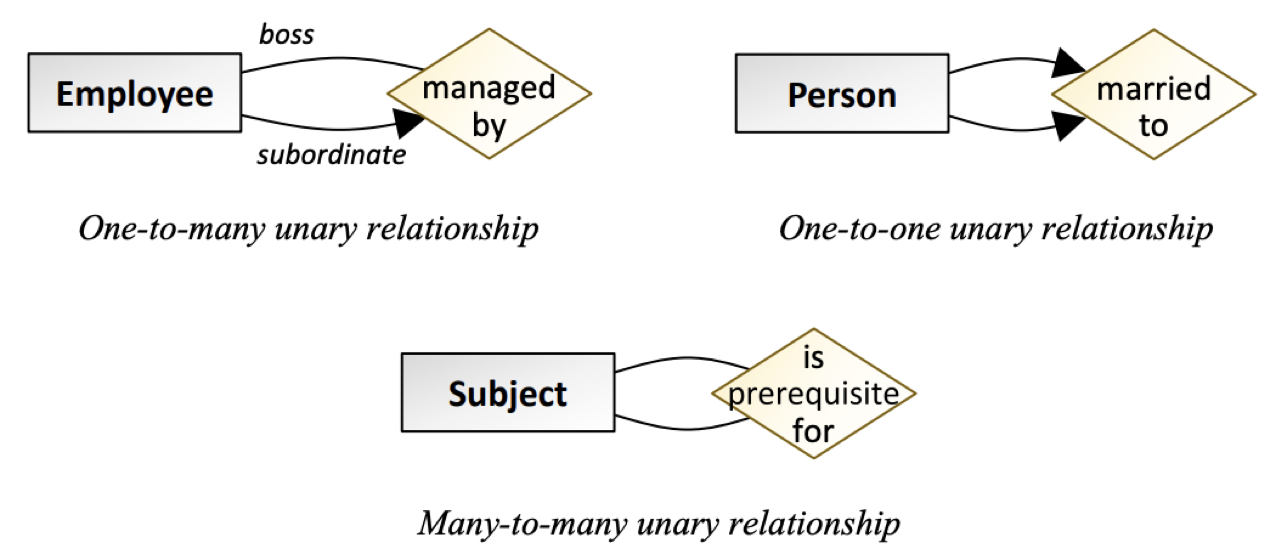 boss
Employee
managed
by
subordinate
One-to-many unary relationship
Person
married
to
One-to-one unary relationship
Subject
is
prerequisite
for
Many-to-many unary relationship